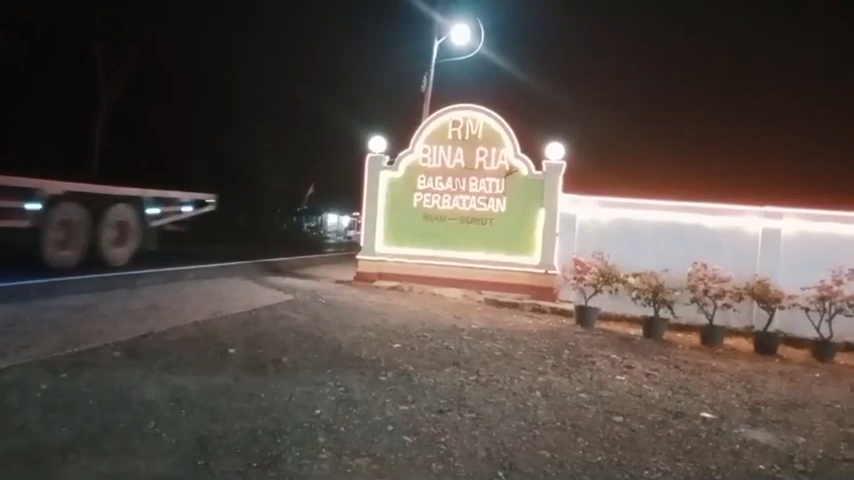 RM
BINA RIA
BAGAN BATU
PERBATASAN
RIAU-SUMUT